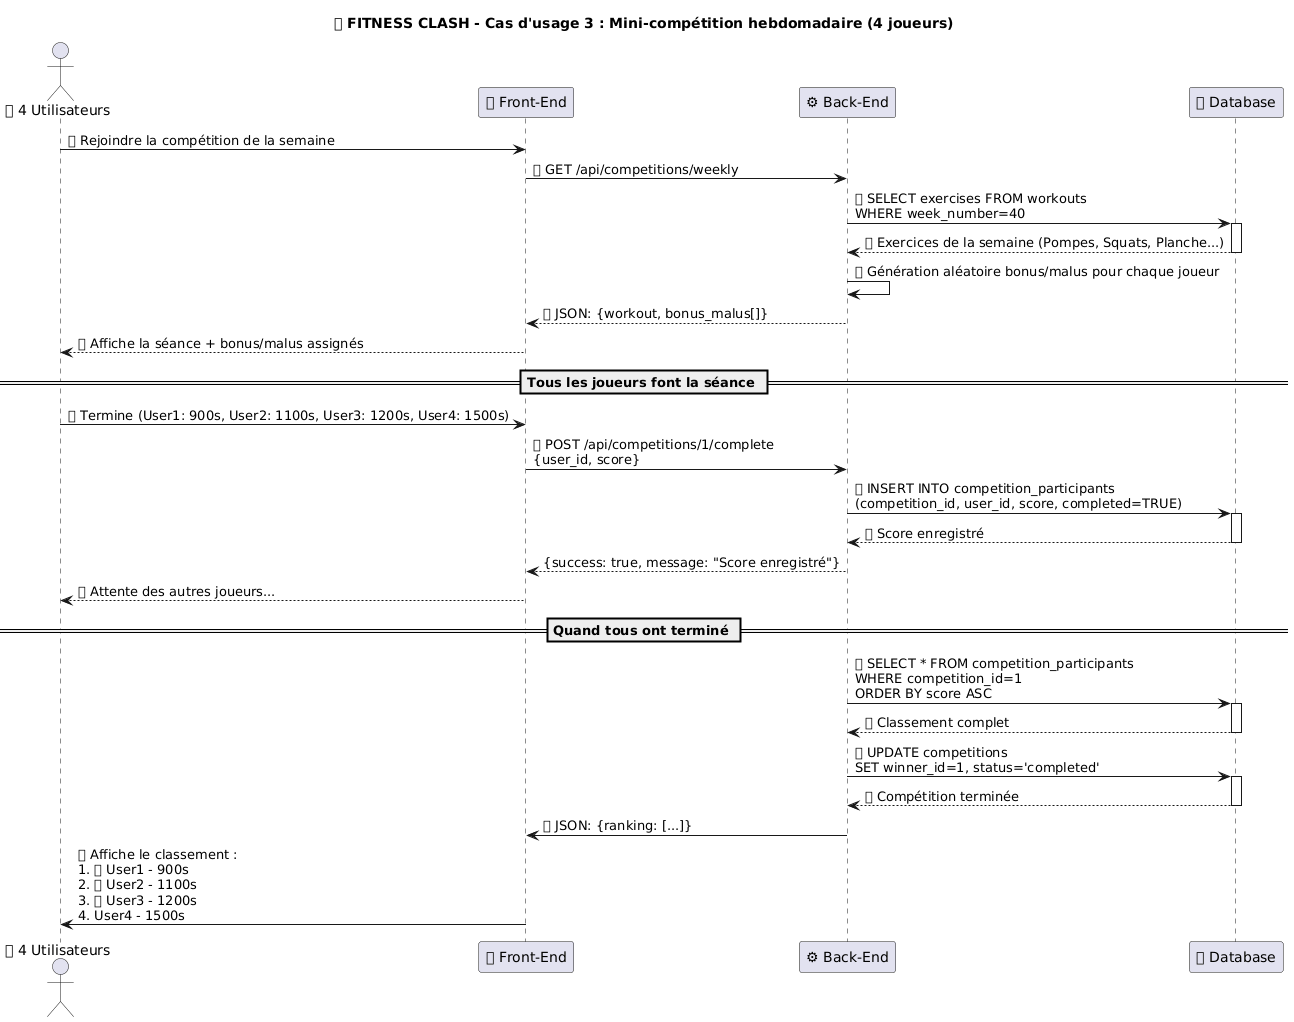 ▯ FITNESS CLASH - Cas d'usage 3 : Mini-compétition hebdomadaire (4 joueurs)
▯ 4 Utilisateurs
▯ Front-End
⚙ Back-End
▯ Database
▯ Rejoindre la compétition de la semaine
▯ GET /api/competitions/weekly
▯ SELECT exercises FROM workouts
WHERE week_number=40
▯ Exercices de la semaine (Pompes, Squats, Planche...)
▯ Génération aléatoire bonus/malus pour chaque joueur
▯ JSON: {workout, bonus_malus[]}
▯ Affiche la séance + bonus/malus assignés
Tous les joueurs font la séance
▯ Termine (User1: 900s, User2: 1100s, User3: 1200s, User4: 1500s)
▯ POST /api/competitions/1/complete
{user_id, score}
▯ INSERT INTO competition_participants
(competition_id, user_id, score, completed=TRUE)
▯ Score enregistré
{success: true, message: "Score enregistré"}
▯ Attente des autres joueurs...
Quand tous ont terminé
▯ SELECT * FROM competition_participants
WHERE competition_id=1
ORDER BY score ASC
▯ Classement complet
▯ UPDATE competitions
SET winner_id=1, status='completed'
▯ Compétition terminée
▯ JSON: {ranking: [...]}
▯ Affiche le classement :
1. ▯ User1 - 900s
2. ▯ User2 - 1100s
3. ▯ User3 - 1200s
4. User4 - 1500s
▯ 4 Utilisateurs
▯ Front-End
⚙ Back-End
▯ Database